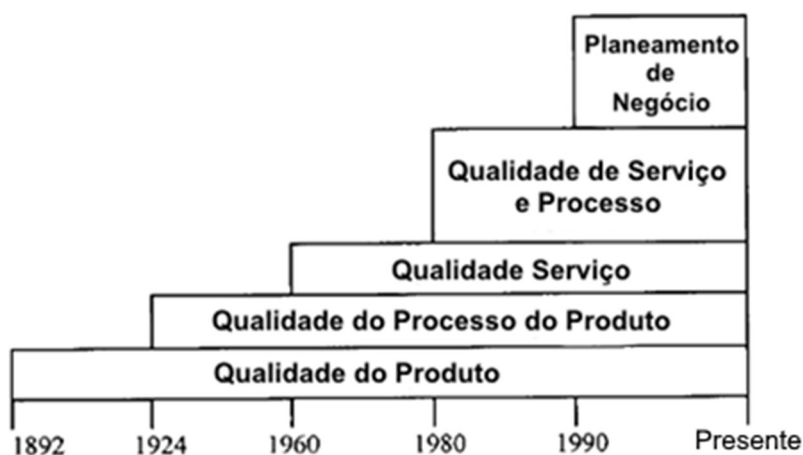 Planeamento
de
Negócio
Qualidade de Serviço
e Processo
Qualidade Serviço
Qualidade do Processo do Produto
Qualidade do Produto
1892 1924 1960 1980 1990 Presente